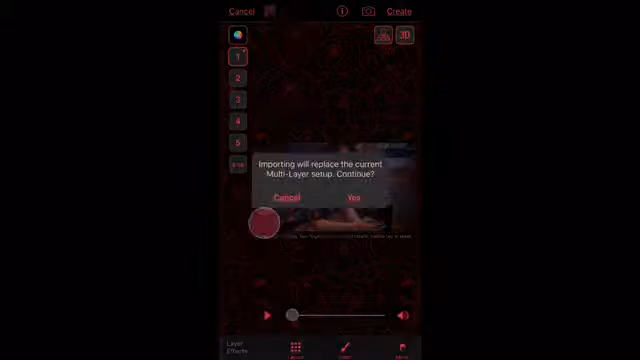 Cancel
Create
3D
1
2
3
4
5
Importing will replace the current
Multi-Layer setup. Continue?
Cancel
Yes
Layer
Effects